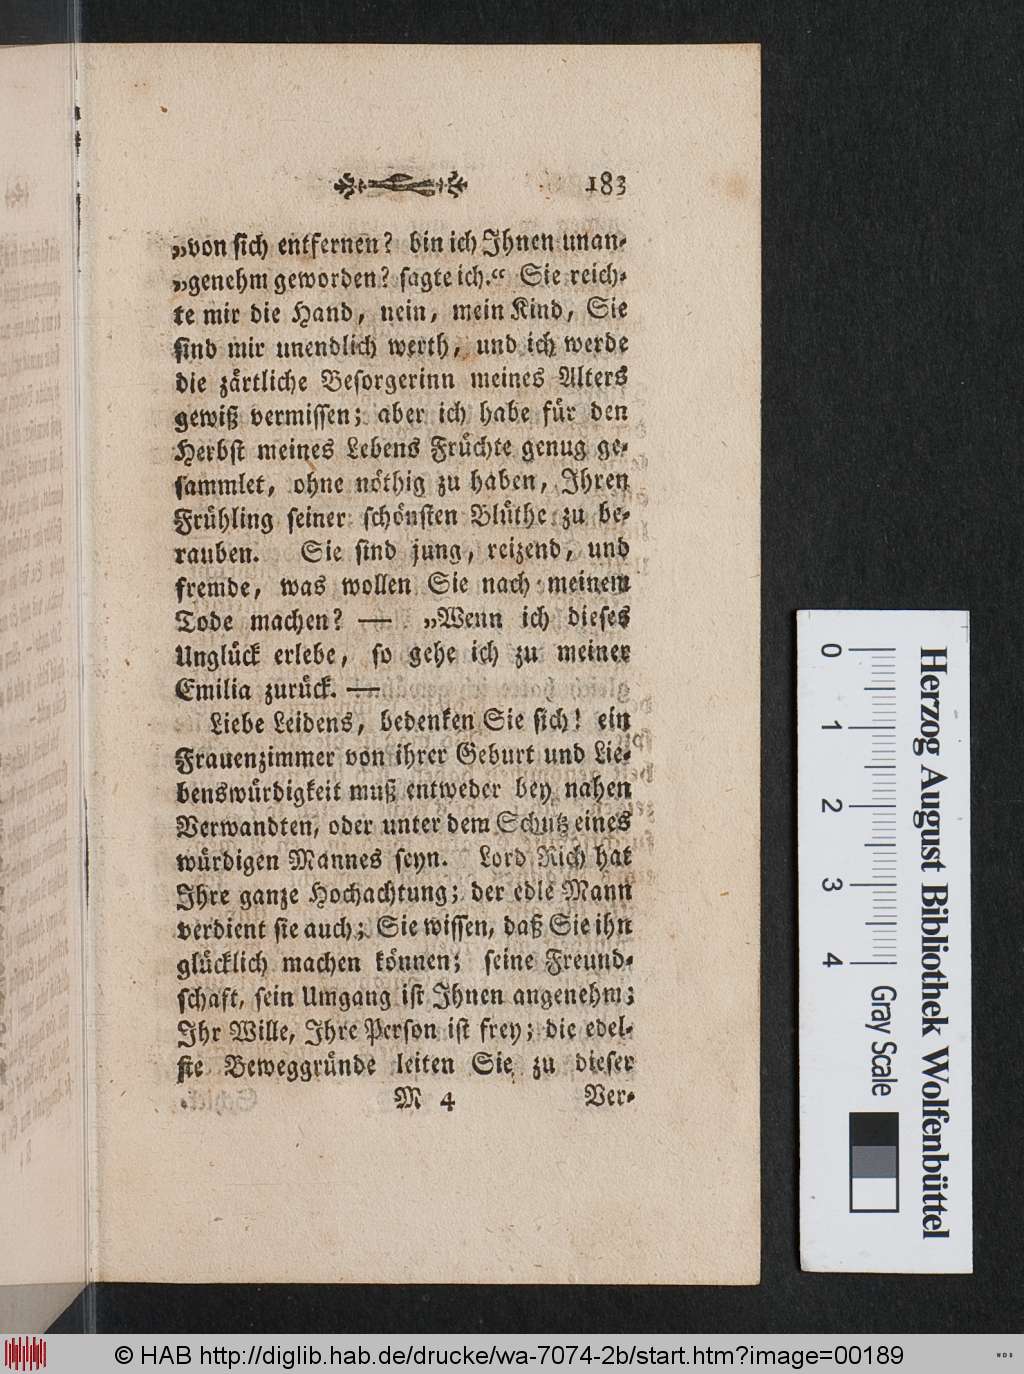 183
„von sich entfernen? bin ich Ihnen unan-
„genehm geworden? sagte ich.“ Sie reich-
te mir die Hand, nein, mein Kind, Sie
sind mir unendlich werth, und ich werde
die zärtliche Besorgerinn meines Alters
gewiß vermissen; aber ich habe für den
Herbst meines Lebens Früchte genug ge-
sammlet, ohne nöthig zu haben, Ihren
Frühling seiner schönsten Blüthe zu be-
rauben. Sie sind jung, reizend, und
fremde, was wollen Sie nach meinem
Tode machen? — „Wenn ich dieses
Unglück erlebe, so gehe ich zu meiner
Emilia zurück. —
Liebe Leidens, bedenken Sie sich! ein
Frauenzimmer von ihrer Geburt und Lie-
benswürdigkeit muß entweder bey nahen
Verwandten, oder unter dem Schutz eines
würdigen Mannes seyn. Lord Rich hat
Ihre ganze Hochachtung; der edle Mann
verdient sie auch; Sie wissen, daß Sie ihn
glücklich machen können; seine Freund-
schaft, sein Umgang ist Ihnen angenehm;
Ihr Wille, Ihre Person ist frey; die edel-
ste Beweggründe leiten Sie zu dieser
M 4 Ver-
0 1 2 3 4
Gray Scale
Herzog August Bibliothek Wolfenbüttel
© HAB http://diglib.hab.de/drucke/wa-7074-2b/start.htm?image=00189
WDB